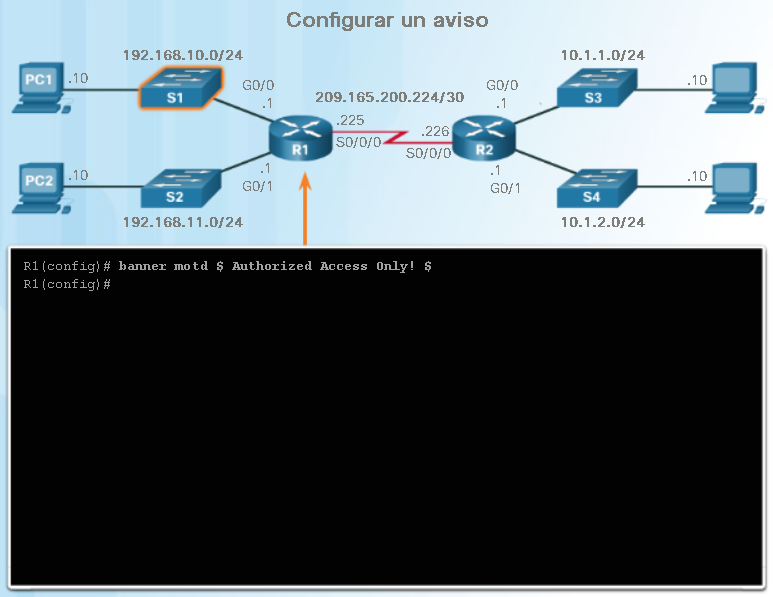 Configurar un aviso
192.168.10.0/24
10.1.1.0/24
PC1
.10
S1
G0/0
.1
209.165.200.224/30
G0/0
.1
S3
.10
.225
.226
R1
S0/0/0
S0/0/0
R2
PC2
.10
S2
.1
G0/1
.1
G0/1
S4
.10
192.168.11.0/24
10.1.2.0/24
R1(config)# banner motd $ Authorized Access Only! $
R1(config)#